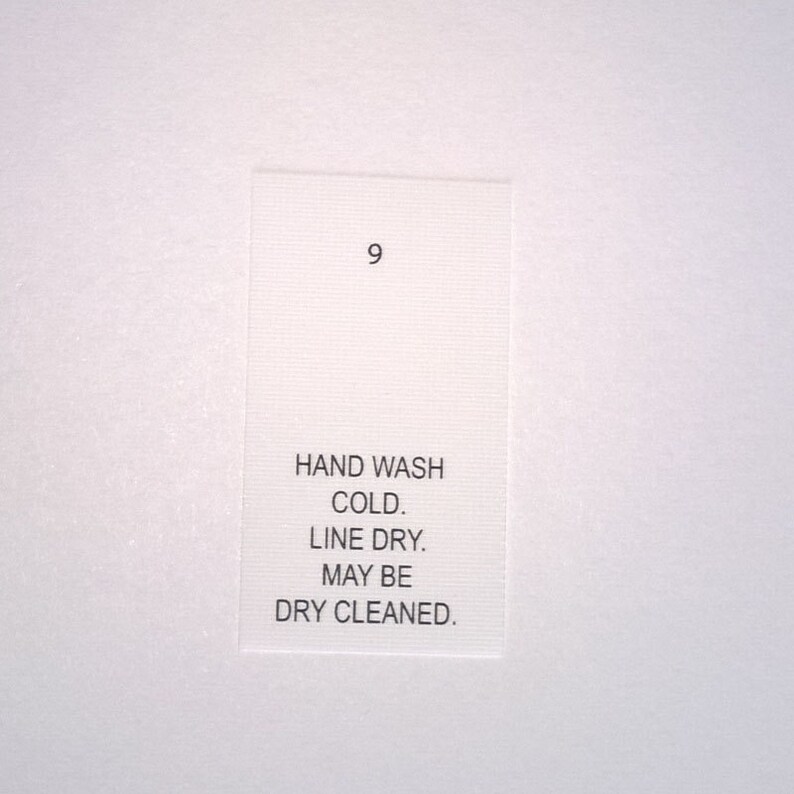 9
HAND WASH
COLD.
LINE DRY.
MAY BE
DRY CLEANED.